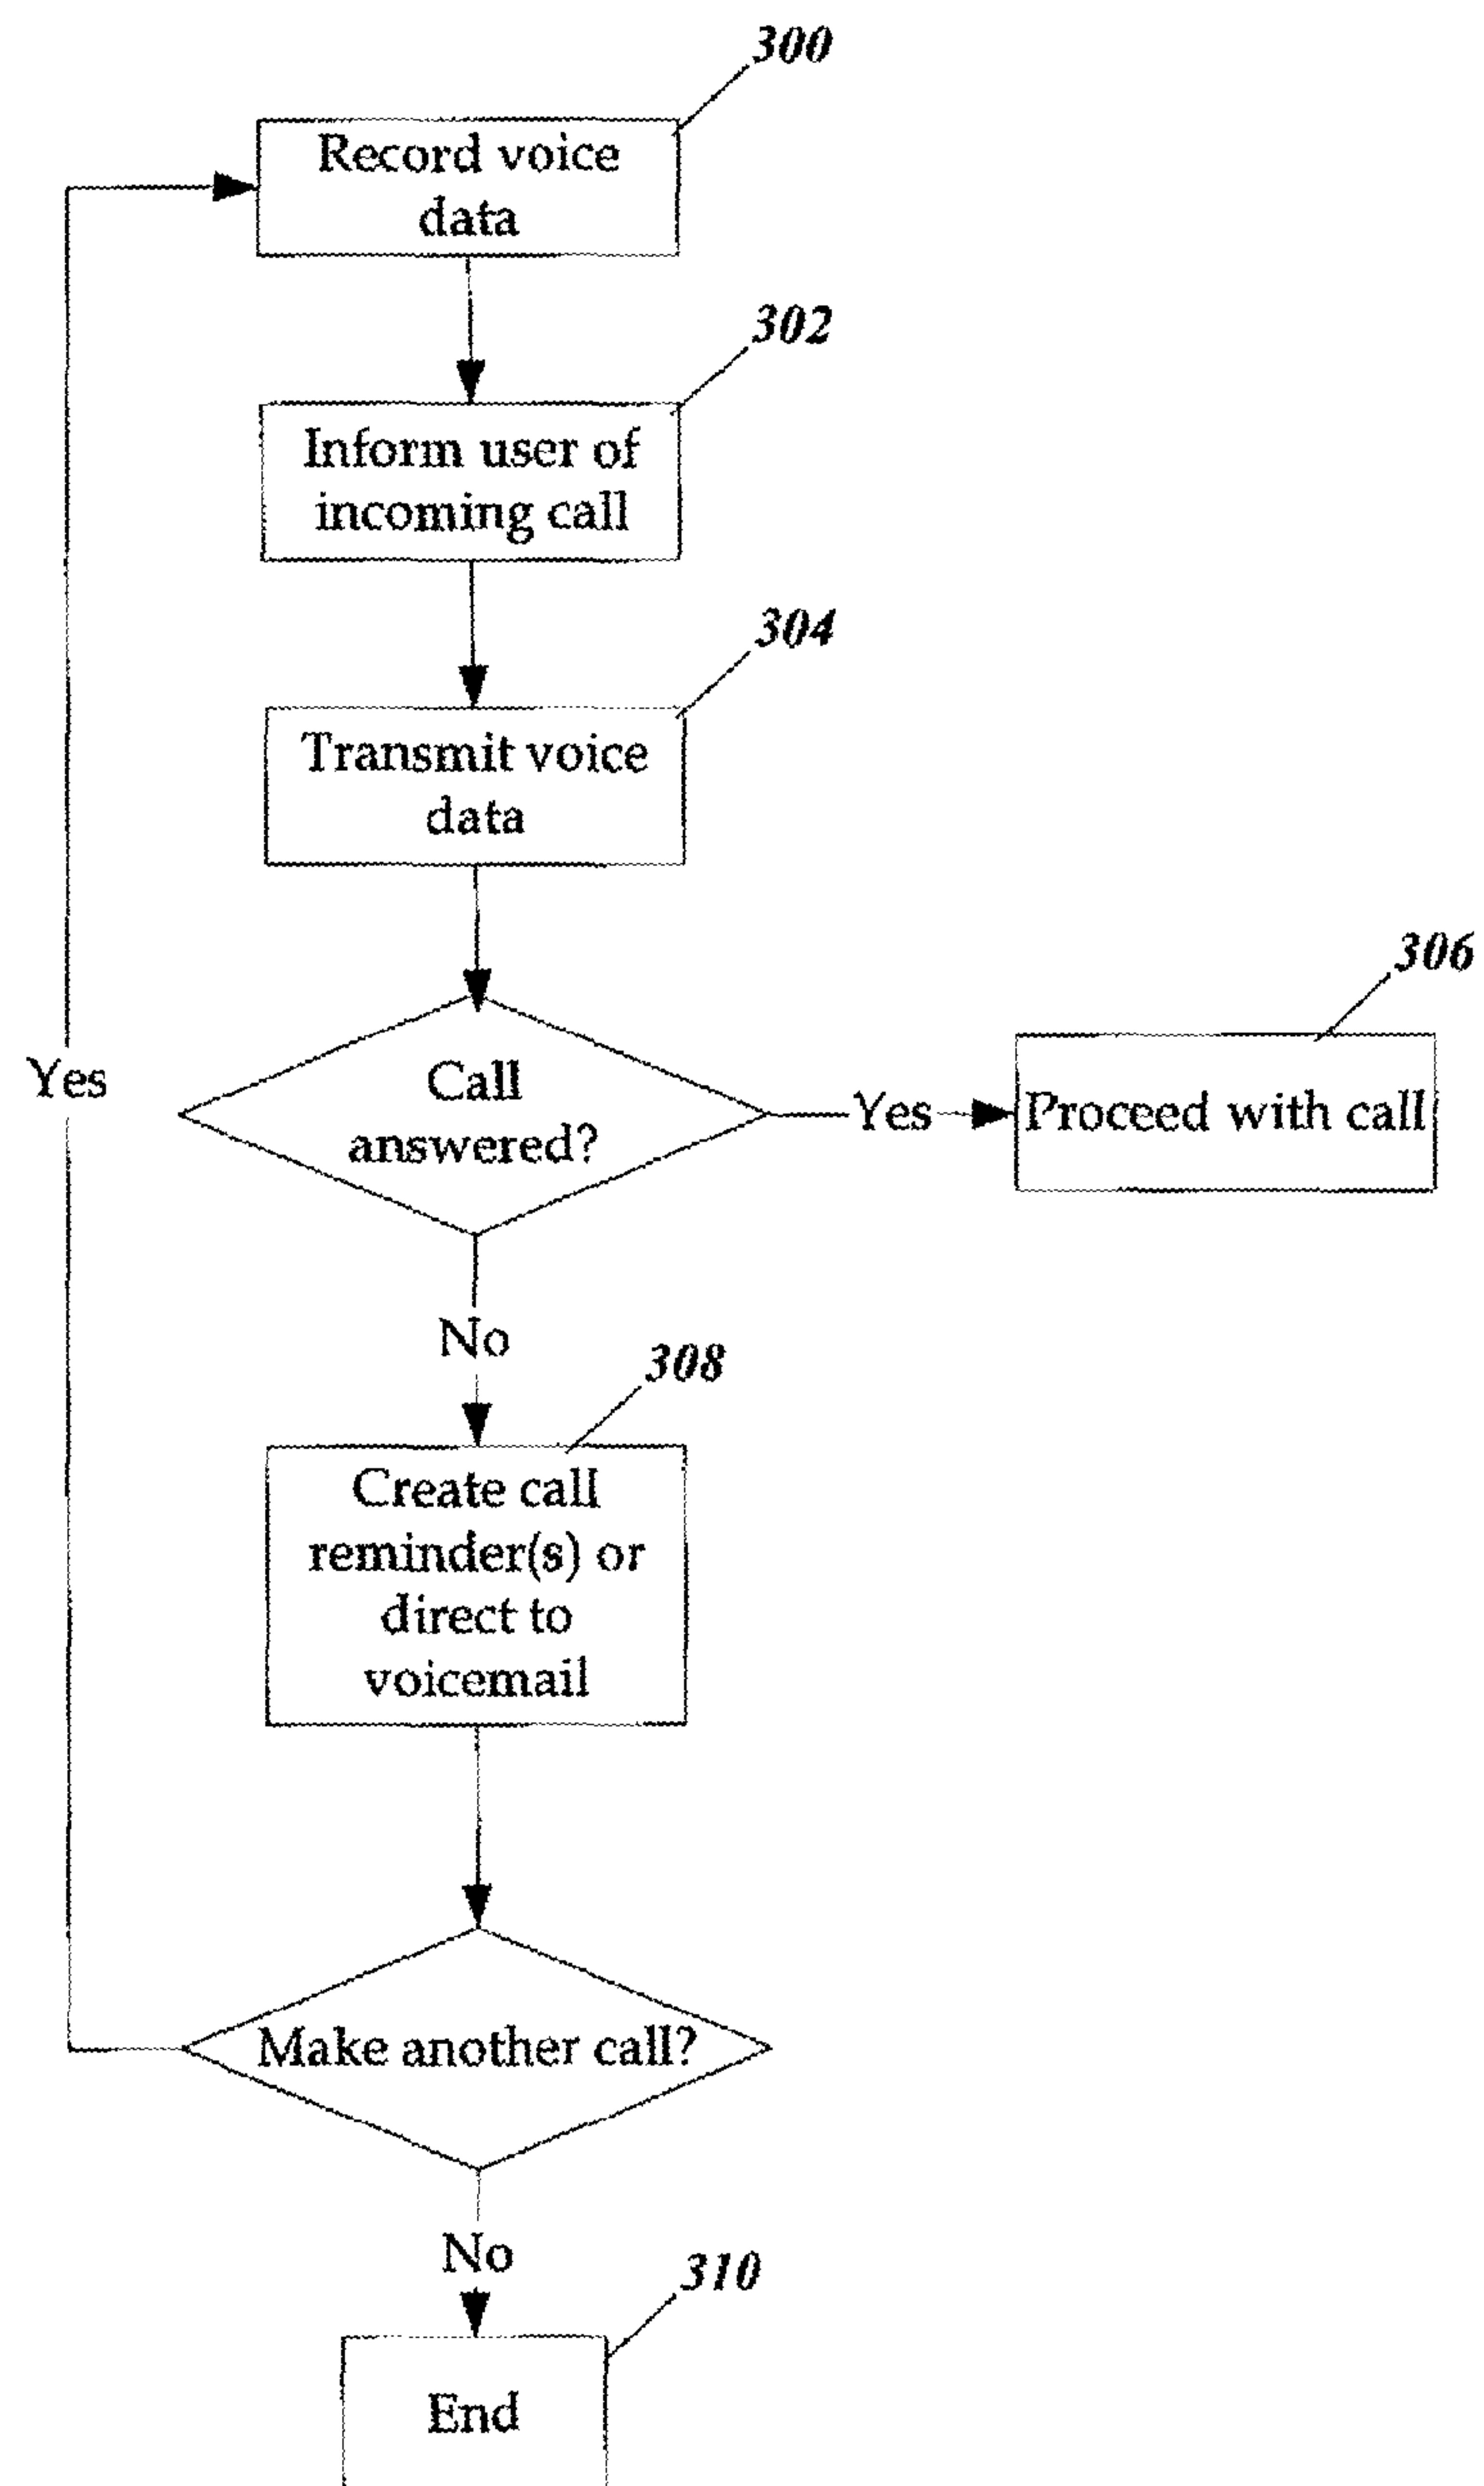 300
Record voice
data
302
Inform user of
incoming call
304
Transmit voice
data
306
Call
answered?
Yes
Proceed with call
Yes
No
308
Create call
reminder(s) or
direct to
voicemail
Make another call?
No
310
End